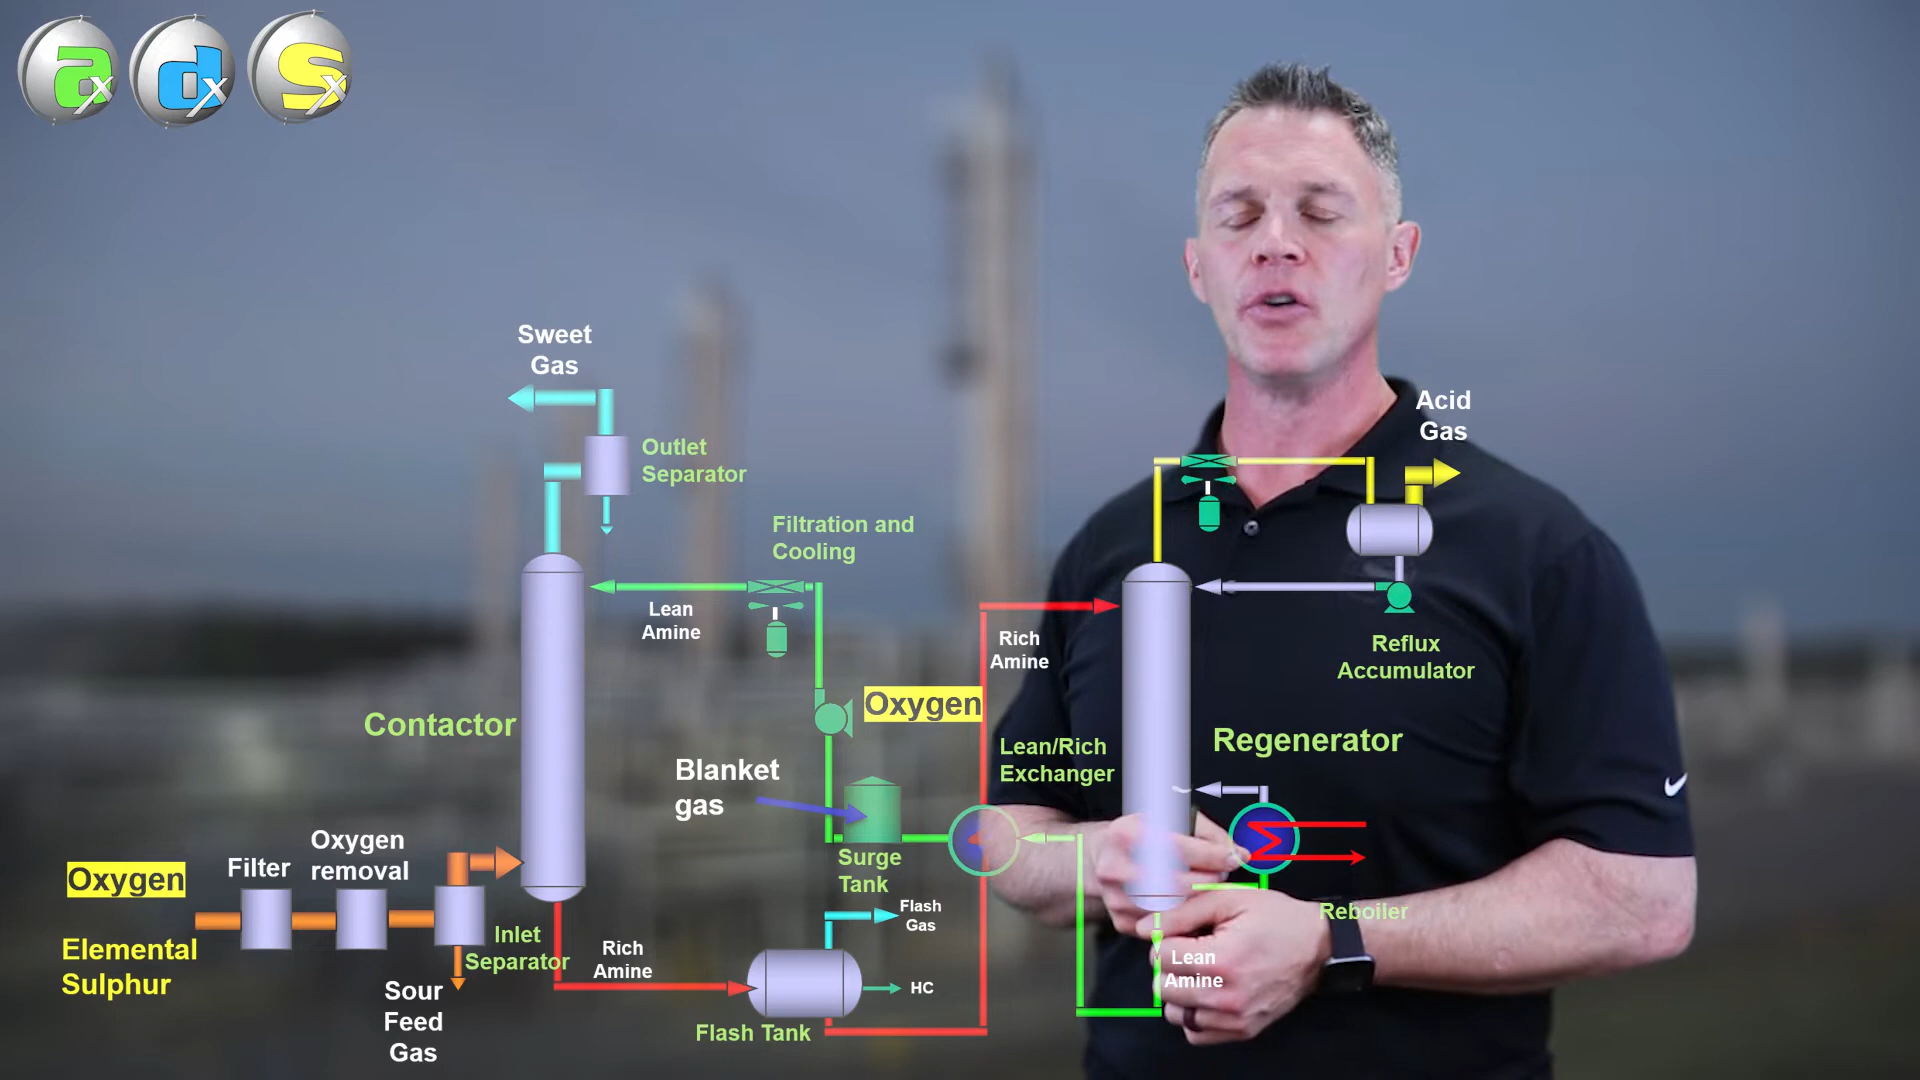 a x
d x
s x
Sweet
Gas
Acid
Gas
Outlet
Separator
Filtration and
Cooling
Lean
Amine
Rich
Amine
Reflux
Accumulator
Oxygen
Contactor
Regenerator
Lean/Rich
Exchanger
Blanket
gas
Surge
Tank
Oxygen
removal
Filter
Oxygen
Elemental
Sulphur
Inlet
Separator
Sour
Feed
Gas
Rich
Amine
Flash
Gas
HC
Flash Tank
Reboiler
Lean
Amine